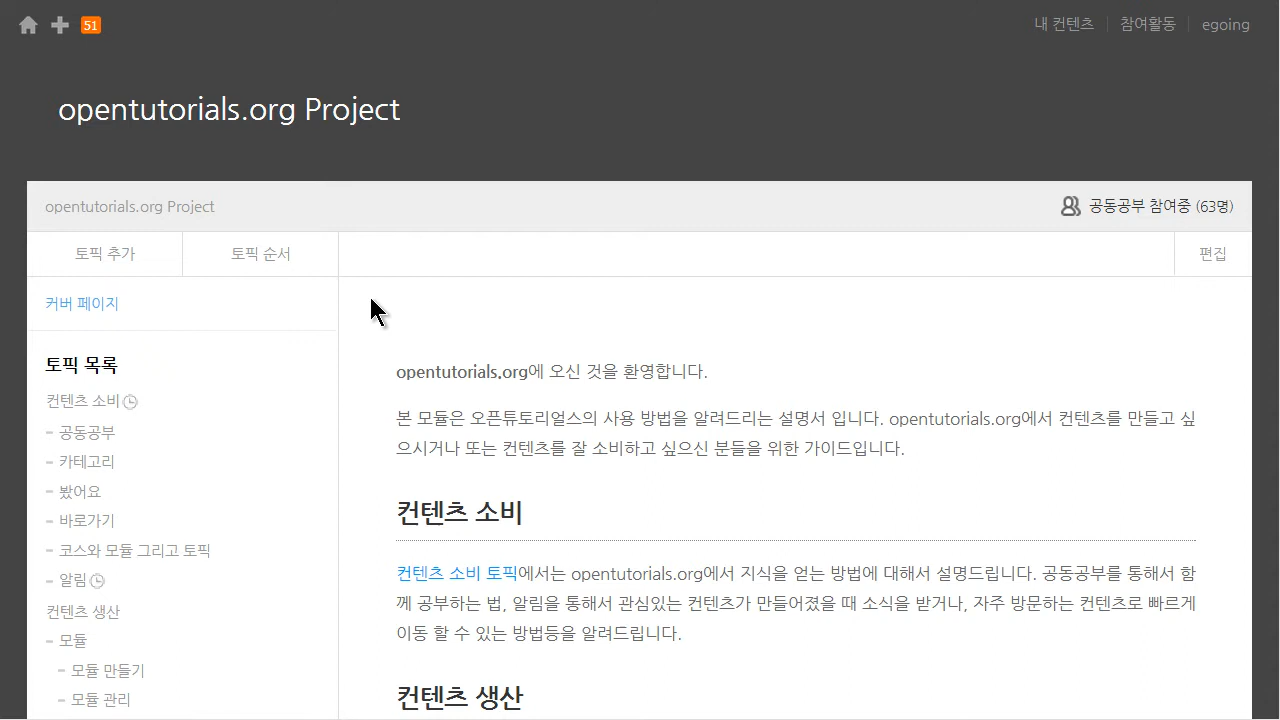 51
내 컨텐츠
참여활동
egoing
opentutorials.org Project
opentutorials.org Project
공동공부 참여중 (63명)
토픽 추가
토픽 순서
편집
커버 페이지
토픽 목록
컨텐츠 소비
- 공동공부
- 카테고리
- 봤어요
- 바로가기
- 코스와 모듈 그리고 토픽
- 알림
컨텐츠 생산
- 모듈
- 모듈 만들기
- 모듈 관리
opentutorials.org에 오신 것을 환영합니다.
본 모듈은 오픈튜토리얼스의 사용 방법을 알려드리는 설명서 입니다. opentutorials.org에서 컨텐츠를 만들고 싶
으시거나 또는 컨텐츠를 잘 소비하고 싶으신 분들을 위한 가이드입니다.
컨텐츠 소비
컨텐츠 소비 토픽에서는 opentutorials.org에서 지식을 얻는 방법에 대해서 설명드립니다. 공동공부를 통해서 함
께 공부하는 법, 알림을 통해서 관심있는 컨텐츠가 만들어졌을 때 소식을 받거나, 자주 방문하는 컨텐츠로 빠르게
이동 할 수 있는 방법등을 알려드립니다.
컨텐츠 생산